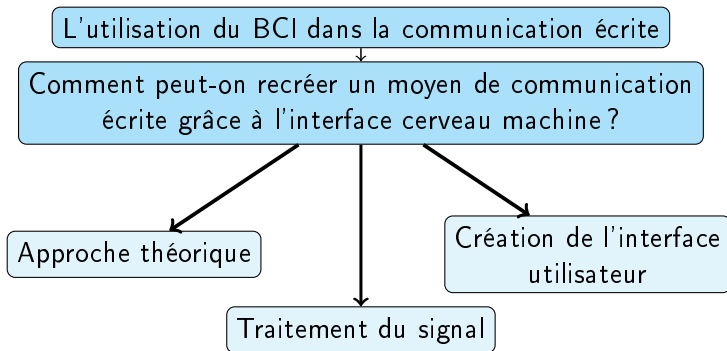 L'utilisation du BCI dans la communication écrite
Comment peut-on recréer un moyen de communication
écrite grâce à l'interface cerveau machine ?
Approche théorique
Création de l'interface
utilisateur
Traitement du signal